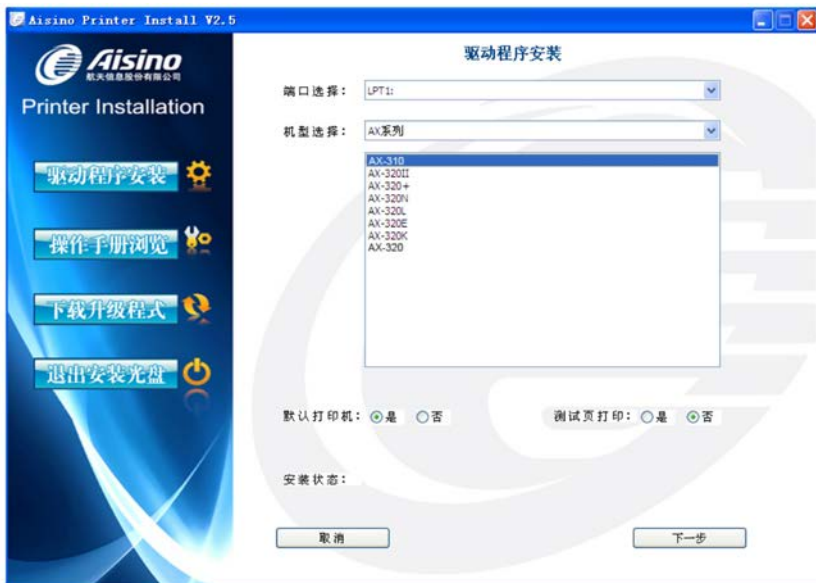 Aisino Printer Install V2.5
Aisino
航天信息股份有限公司
Printer Installation
驱动程序安装
操作手册浏览
下载升级程式
退出安装光盘
驱动程序安装
端口选择: LPT1:
机型选择: AX系列
AX-310
AX-320II
AX-320+
AX-320N
AX-320L
AX-320E
AX-320K
AX-320
默认打印机: 是 否 测试页打印: 是 否
安装状态:
取消 下一步